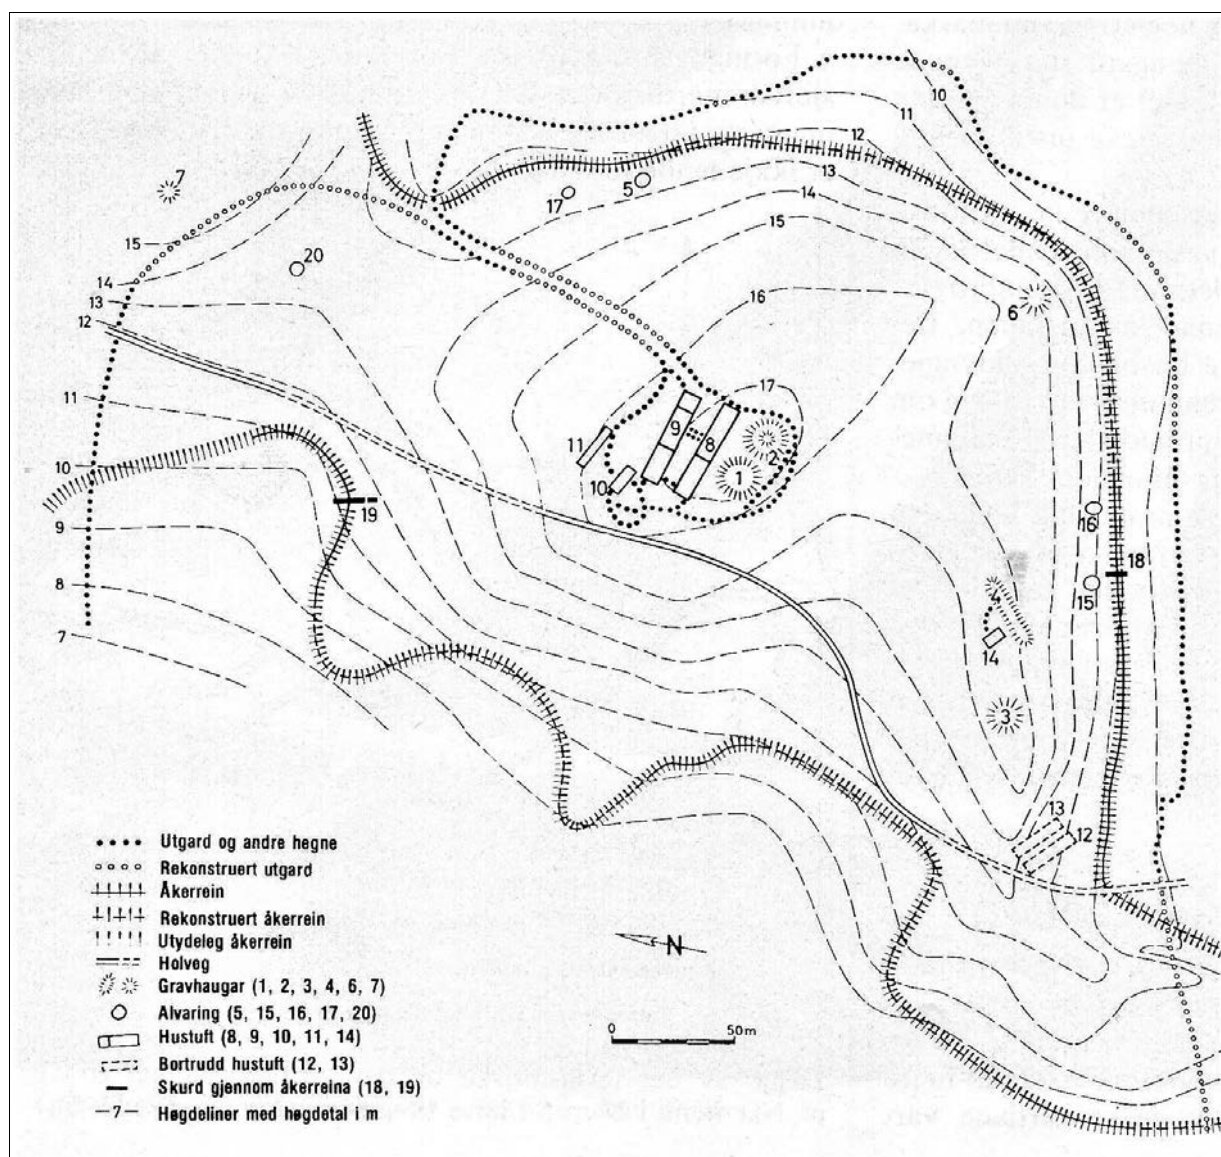 10
11
12
7
5
17
13
14
15
15
20
14
13
12
16
6
17
11
9
8
11
2
10
1
10
16
19
9
18
4
8
15
7
14
3
13
12
N
0 50m
Utgard og andre hegne
Rekonstruert utgard
Åkerrein
Rekonstruert åkerrein
Utydeleg åkerrein
Holveg
Gravhaugar (1, 2, 3, 4, 6, 7)
Alvaring (5, 15, 16, 17, 20)
Hustuft (8, 9, 10, 11, 14)
Bortrudd hustuft (12, 13)
Skurd gjennom åkerreina (18, 19)
7 Høgdeliner med høgdetal i m